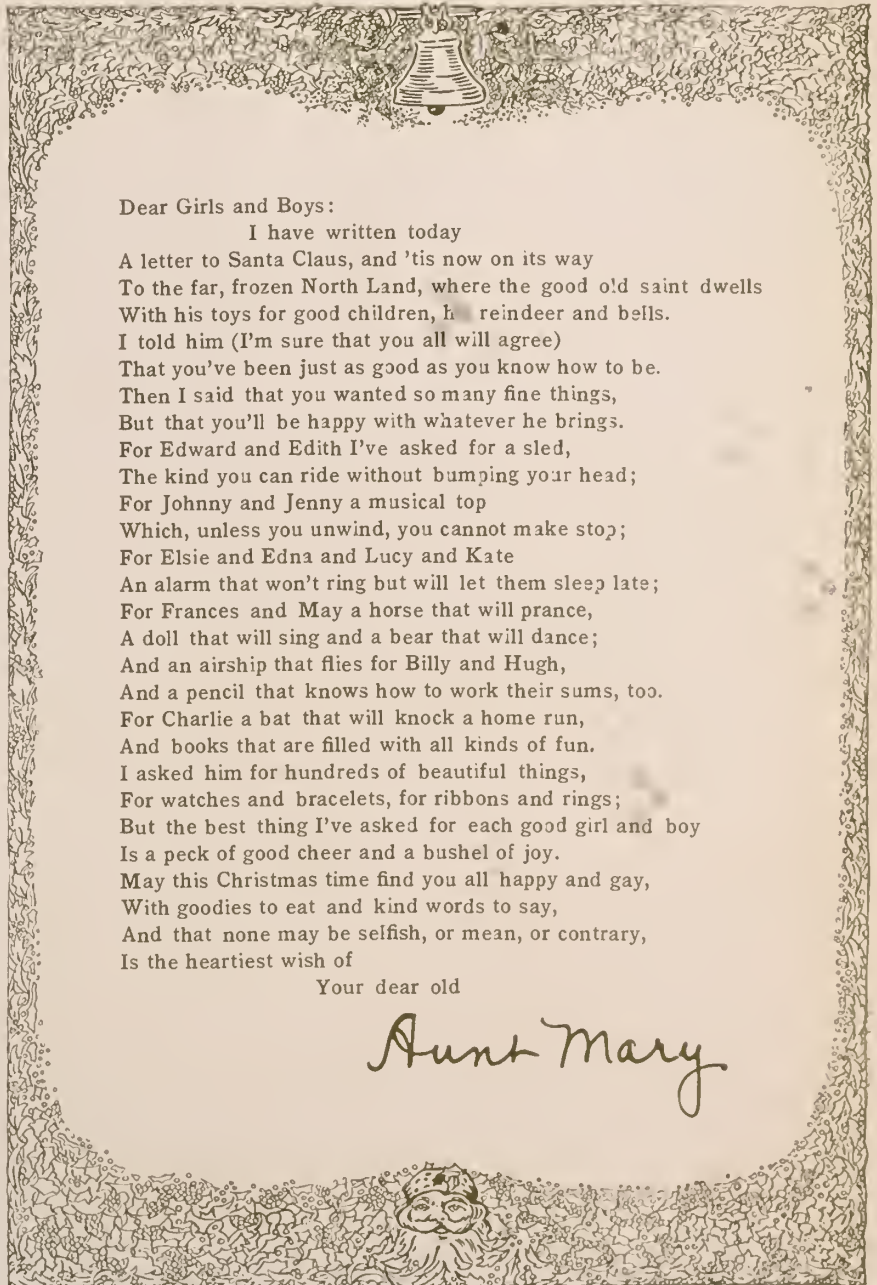 Dear Girls and Boys:
I have written today
A letter to Santa Claus, and 'tis now on its way
To the far, frozen North Land, where the good old saint dwells
With his toys for good children, reindeer and bells.
I told him (I'm sure that you all will agree)
That you've been just as good as you know how to be.
Then I said that you wanted so many fine things,
But that you'll be happy with whatever he brings.
For Edward and Edith I've asked for a sled,
The kind you can ride without bumping your head;
For Johnny and Jenny a musical top
Which, unless you unwind, you cannot make stop;
For Elsie and Edna and Lucy and Kate
An alarm that won't ring but will let them sleep late;
For Frances and May a horse that will prance,
A doll that will sing and a bear that will dance;
And an airship that flies for Billy and Hugh,
And a pencil that knows how to work their sums, too.
For Charlie a bat that will knock a home run,
And books that are filled with all kinds of fun.
I asked him for hundreds of beautiful things,
For watches and bracelets, for ribbons and rings;
But the best thing I've asked for each good girl and boy
Is a peck of good cheer and a bushel of joy.
May this Christmas time find you all happy and gay,
With goodies to eat and kind words to say,
And that none may be selfish, or mean, or contrary,
Is the heartiest wish of
Your dear old
Aunt Mary